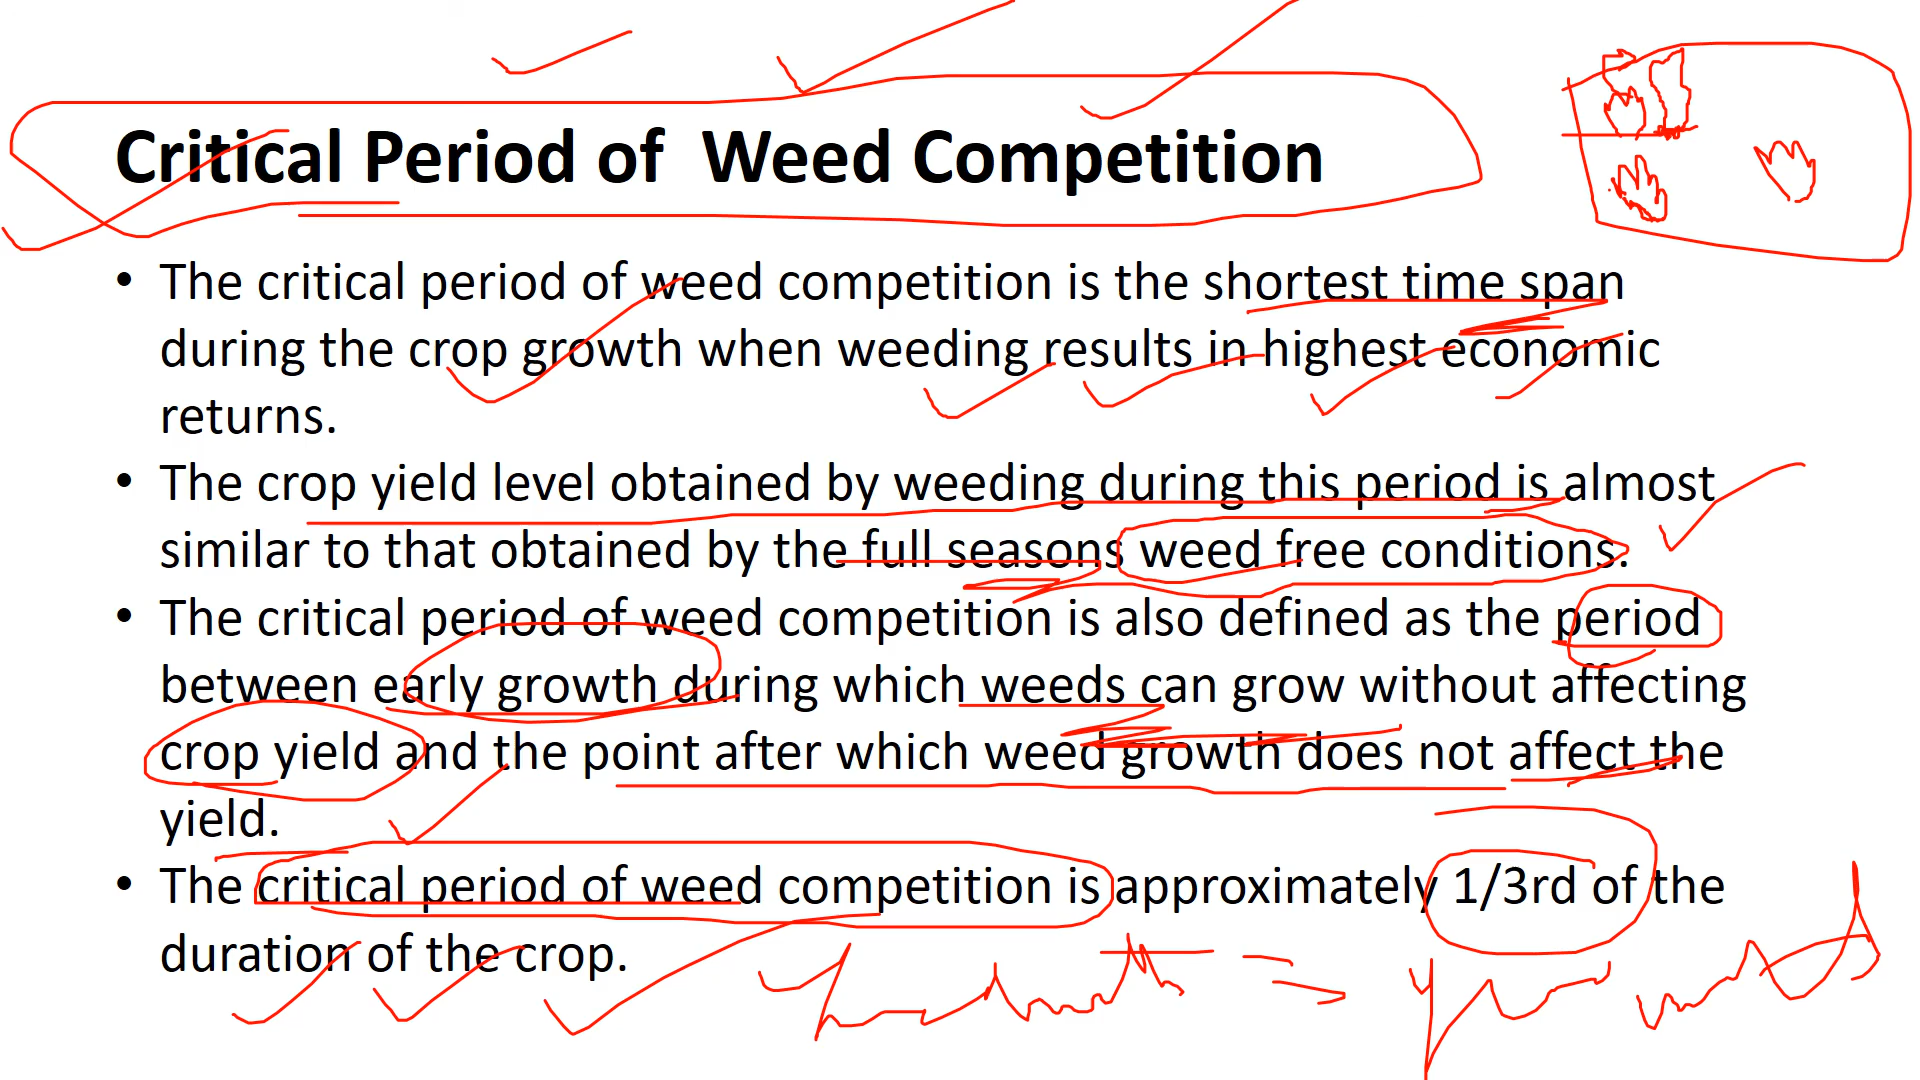 Critical Period of Weed Competition
• The critical period of weed competition is the shortest time span
during the crop growth when weeding results in highest economic
returns.
• The crop yield level obtained by weeding during this period is almost
similar to that obtained by the full seasons weed free conditions.
• The critical period of weed competition is also defined as the period
between early growth during which weeds can grow without affecting
crop yield and the point after which weed growth does not affect the
yield.
• The critical period of weed competition is approximately 1/3rd of the
duration of the crop.